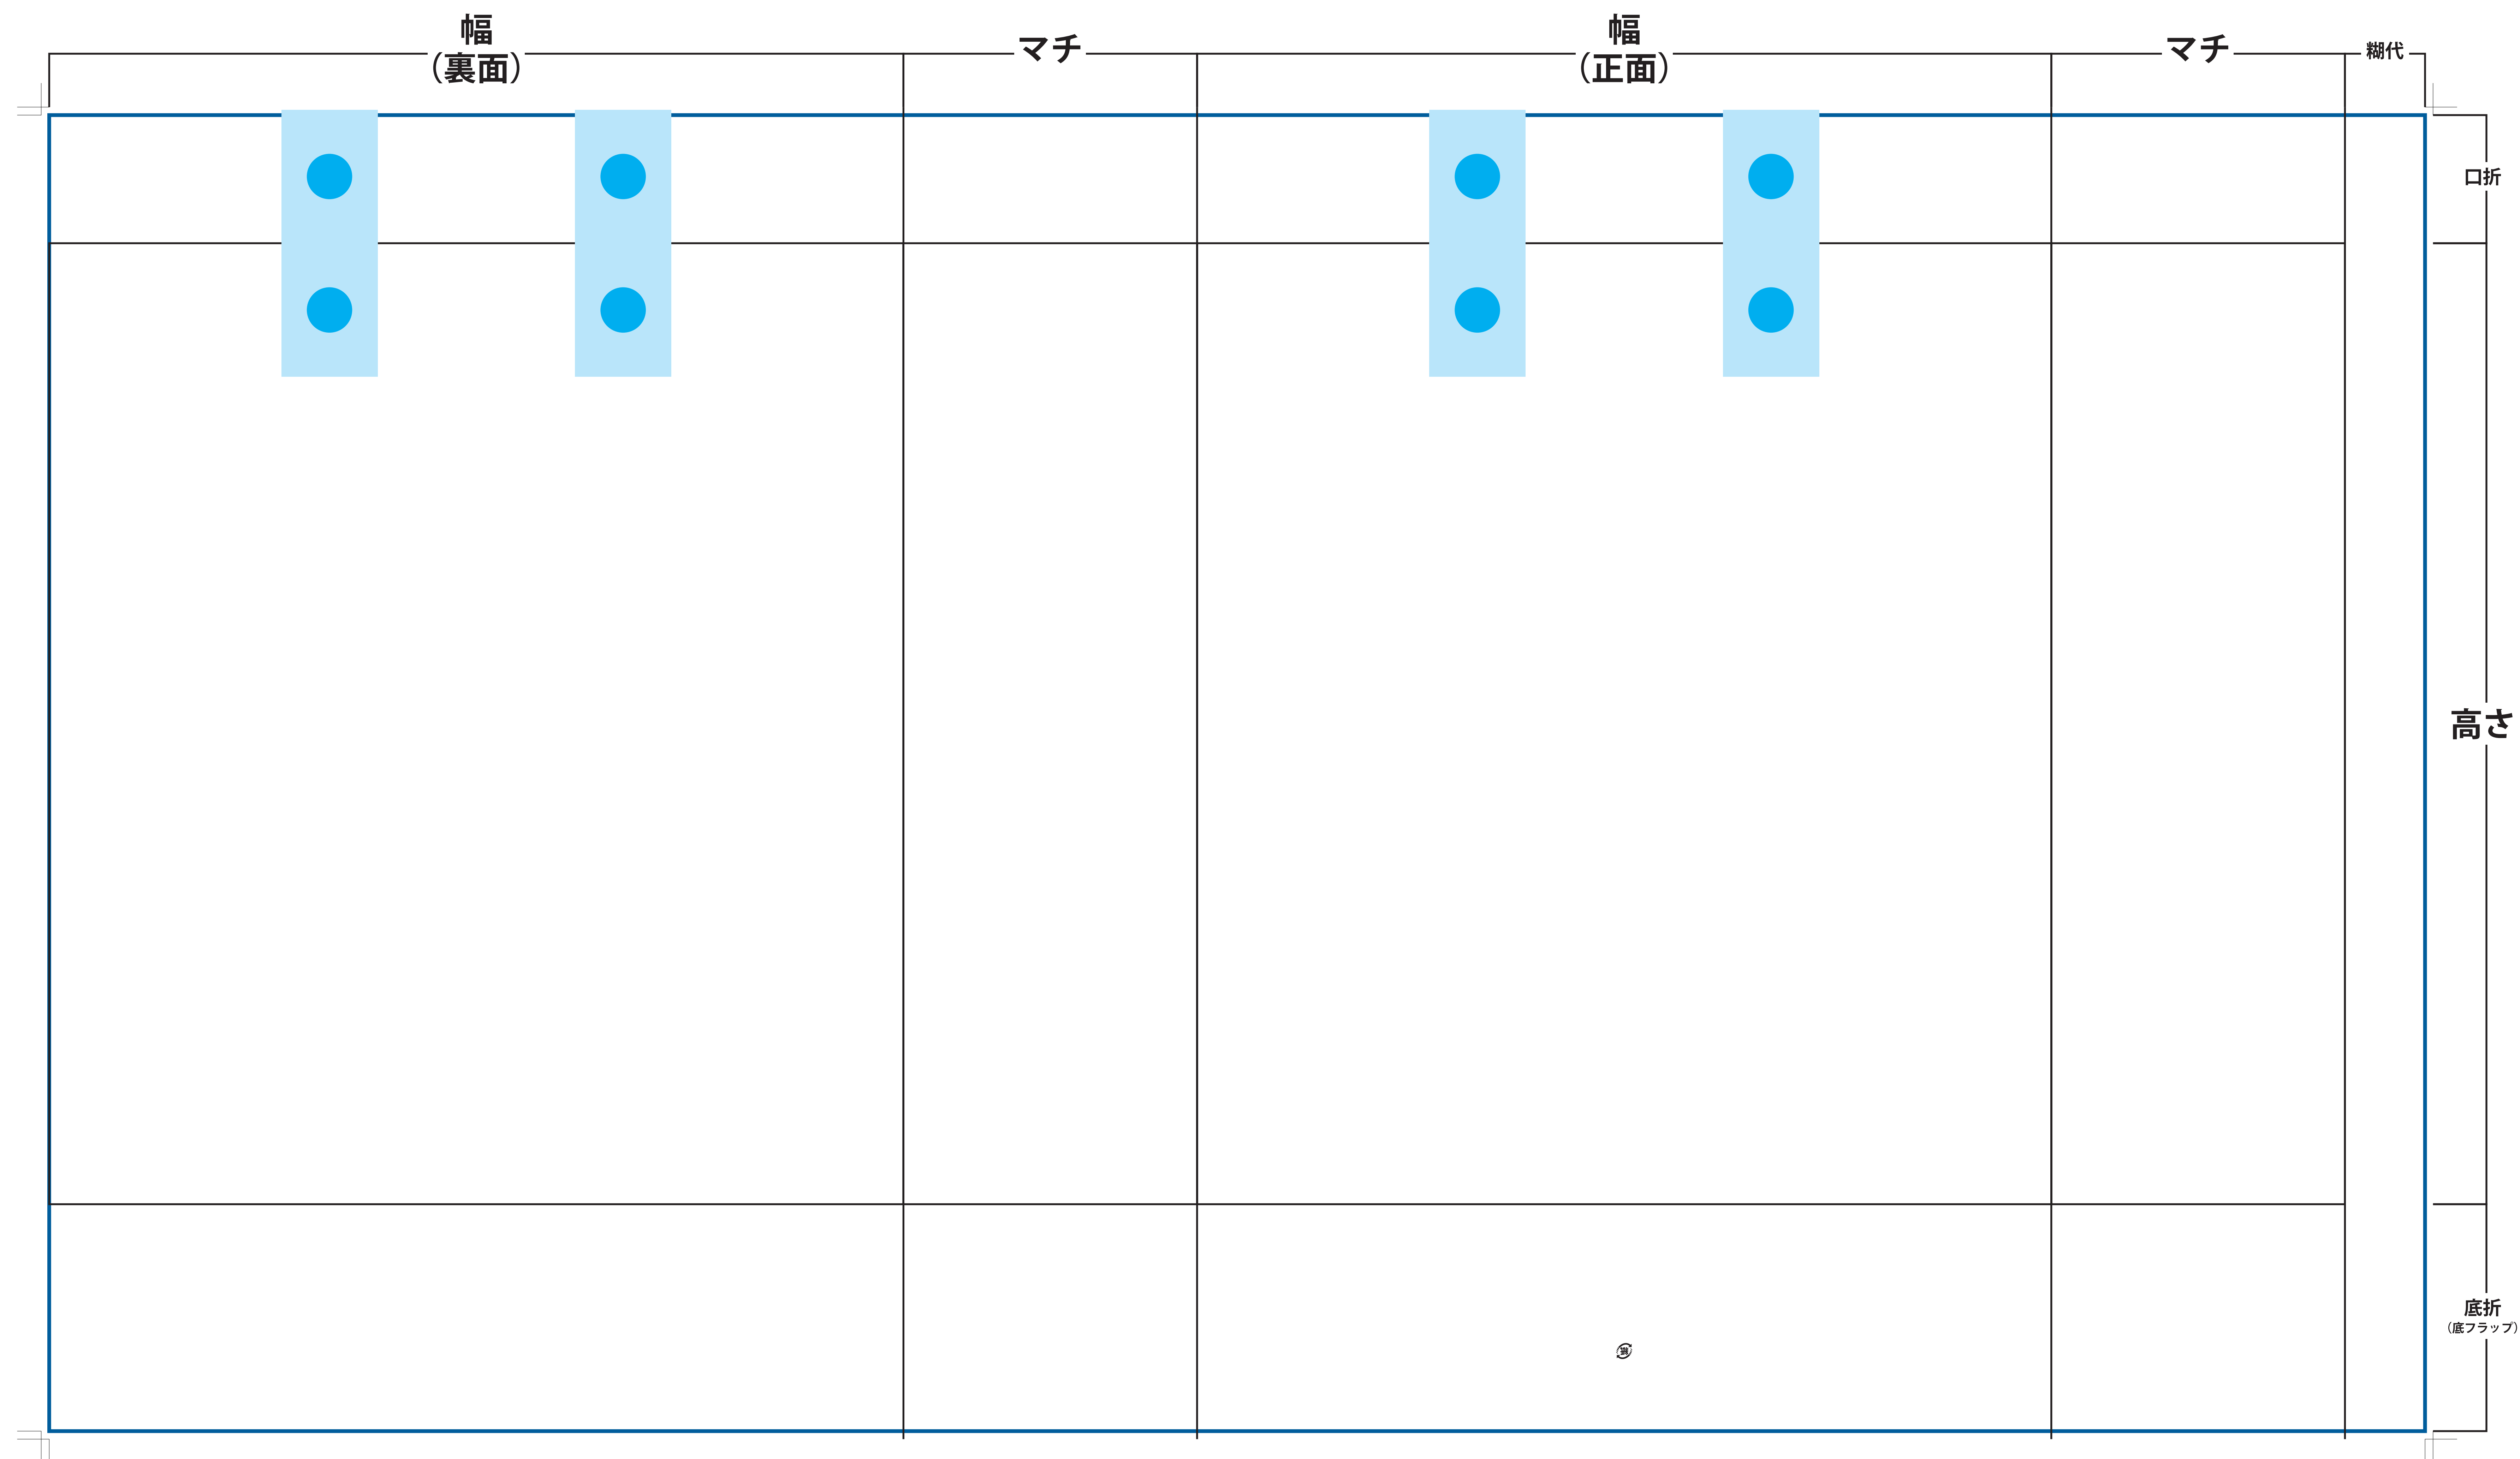 幅
（裏面）
マチ
幅
（正面）
マチ
糊代
口折
高さ
底折
（底フラップ）
紙